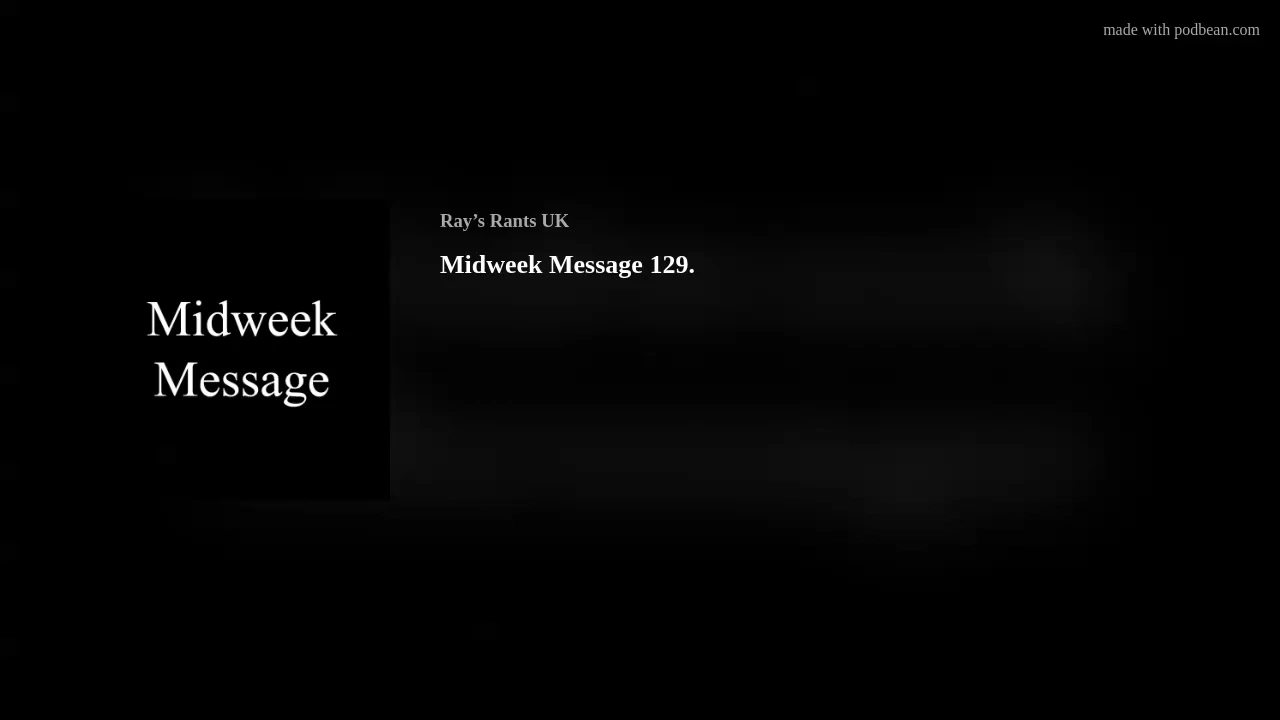 made with podbean.com
Ray’s Rants UK
Midweek Message 129.
Midweek
Message